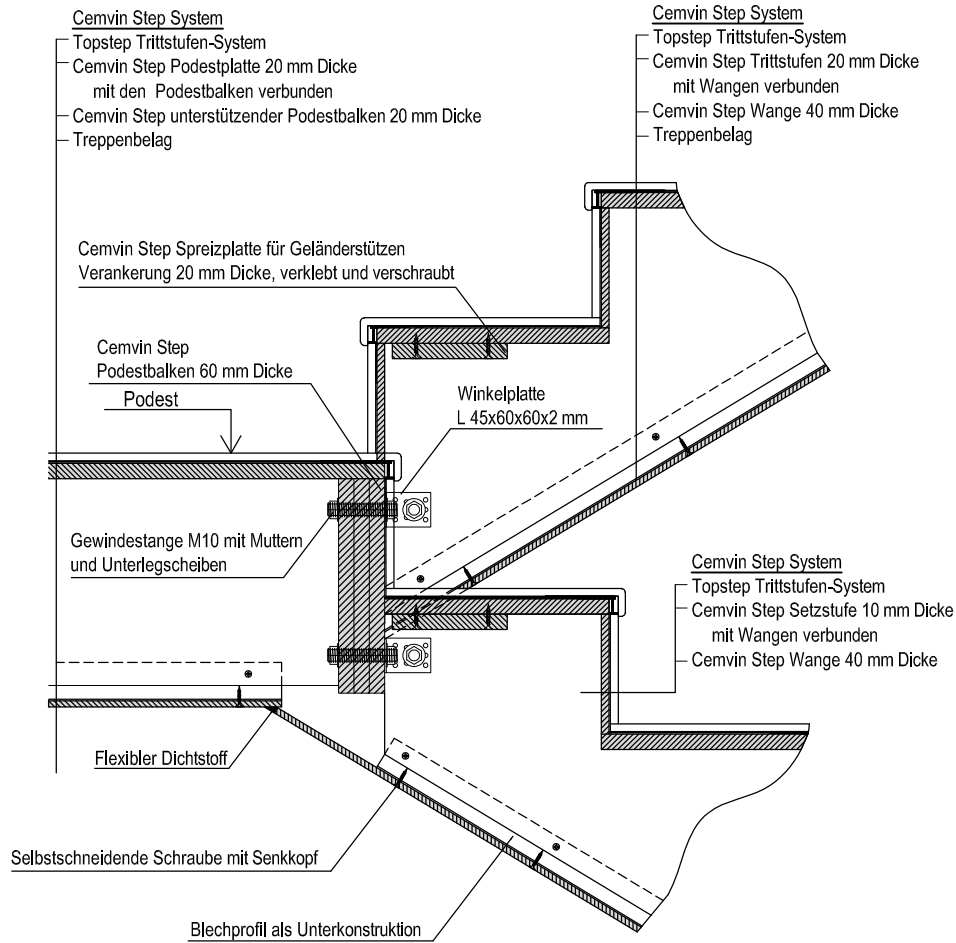 Cemvin Step System
Topstep Trittstufen-System
Cemvin Step Podestplatte 20 mm Dicke
mit den Podestbalken verbunden
Cemvin Step unterstützender Podestbalken 20 mm Dicke
Treppenbelag
Cemvin Step System
Topstep Trittstufen-System
Cemvin Step Trittstufen 20 mm Dicke
mit Wangen verbunden
Cemvin Step Wange 40 mm Dicke
Treppenbelag
Cemvin Step Spreizplatte für Geländerstützen
Verankerung 20 mm Dicke, verklebt und verschraubt
Cemvin Step
Podestbalken 60 mm Dicke
Podest
Winkelplatte
L 45x60x60x2 mm
Gewindestange M10 mit Muttern
und Unterlegscheiben
Cemvin Step System
Topstep Trittstufen-System
Cemvin Step Setzstufe 10 mm Dicke
mit Wangen verbunden
Cemvin Step Wange 40 mm Dicke
Flexibler Dichtstoff
Selbstschneidende Schraube mit Senkkopf
Blechprofil als Unterkonstruktion